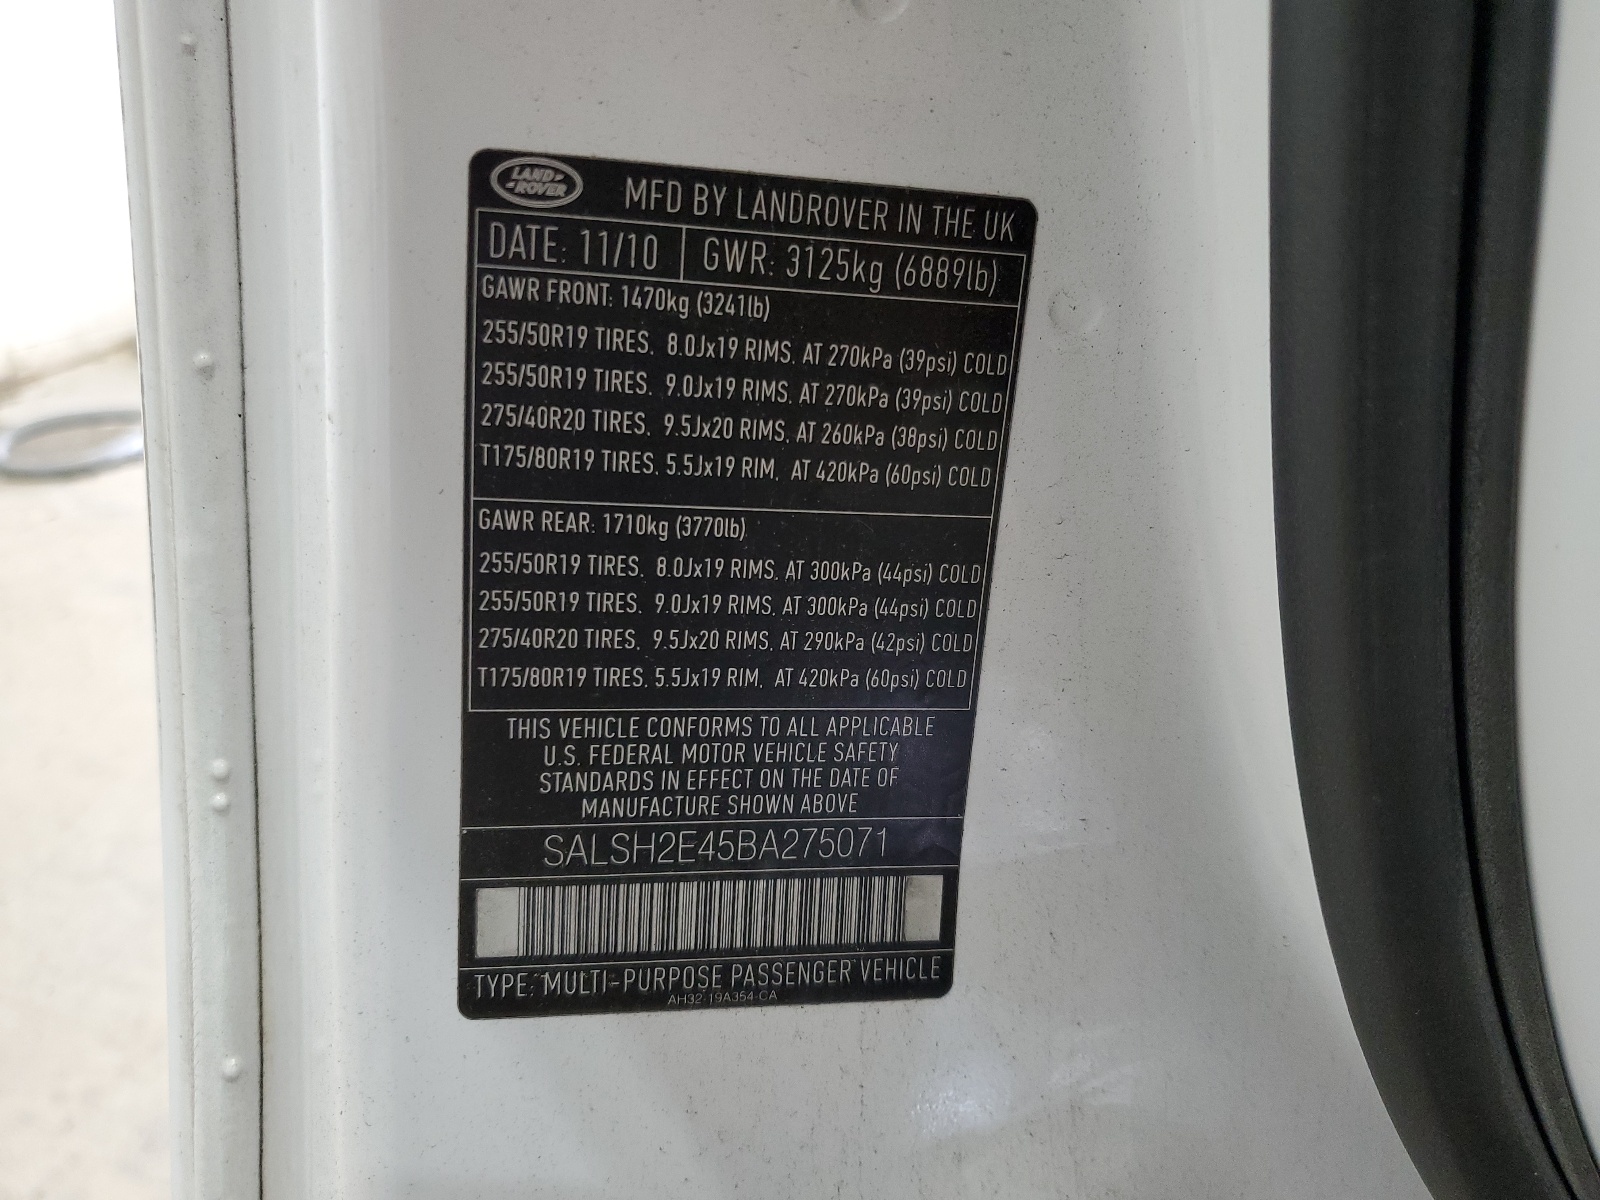 LAND-
-ROVER
MFD BY LANDROVER IN THE UK
DATE: 11/10 GWR: 3125kg (6889lb)
GAWR FRONT: 1470kg (3241lb)
255/50R19 TIRES. 8.0Jx19 RIMS. AT 270kPa (39psi) COLD
255/50R19 TIRES. 9.0Jx19 RIMS. AT 270kPa (39psi) COLD
275/40R20 TIRES. 9.5Jx20 RIMS. AT 260kPa (38psi) COLD
T175/80R19 TIRES. 5.5Jx19 RIM. AT 420kPa (60psi) COLD
GAWR REAR: 1710kg (3770lb)
255/50R19 TIRES. 8.0Jx19 RIMS. AT 300kPa (44psi) COLD
255/50R19 TIRES. 9.0Jx19 RIMS. AT 300kPa (44psi) COLD
275/40R20 TIRES. 9.5Jx20 RIMS. AT 290kPa (42psi) COLD
T175/80R19 TIRES. 5.5Jx19 RIM. AT 420kPa (60psi) COLD
THIS VEHICLE CONFORMS TO ALL APPLICABLE
U.S. FEDERAL MOTOR VEHICLE SAFETY
STANDARDS IN EFFECT ON THE DATE OF
MANUFACTURE SHOWN ABOVE
SALSH2E45BA275071
TYPE: MULTI-PURPOSE PASSENGER VEHICLE
AH32-19A354-CA